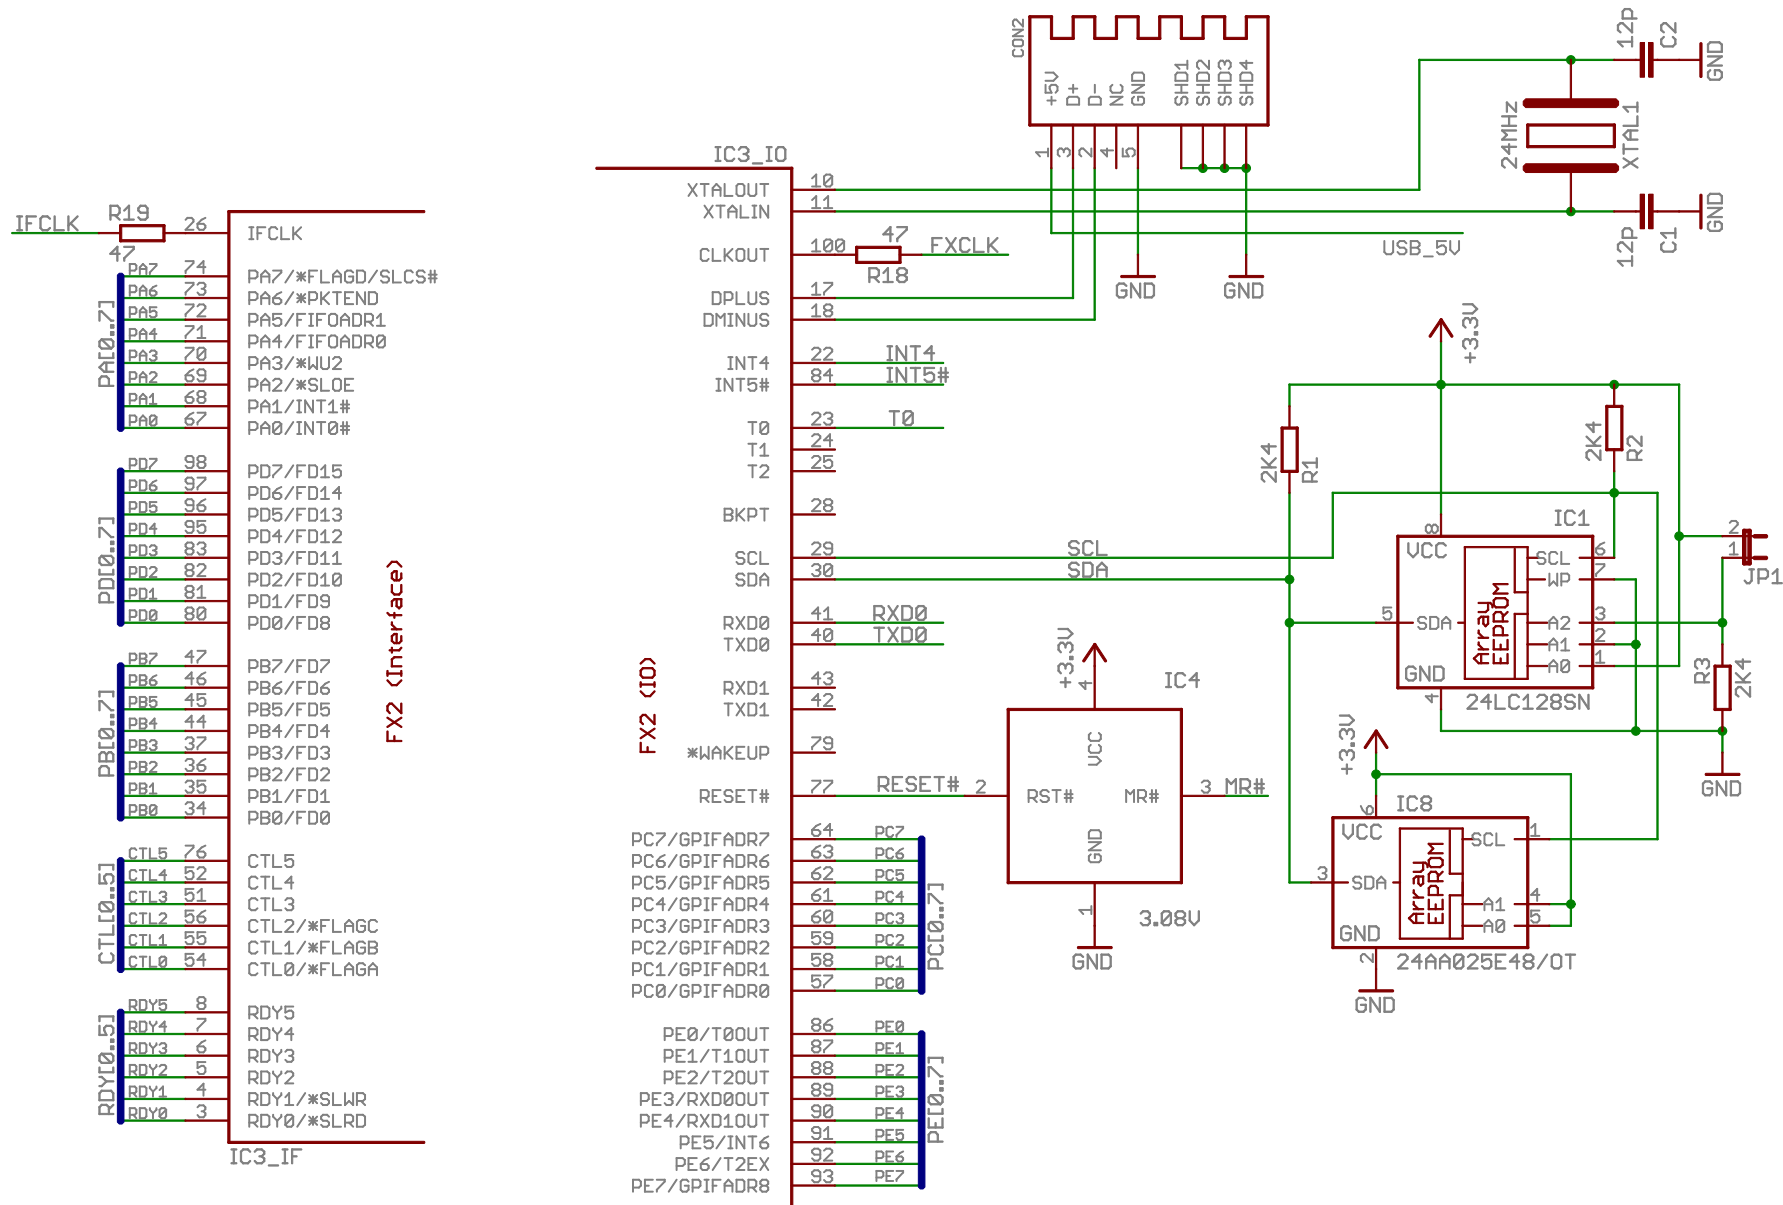 IFCLK
R19
47
26
IFCLK
PA[0..7]
PA7 74 PA7/*FLAGD/SLCS#
PA6 73 PA6/*PKTEND
PA5 72 PA5/FIFOADR1
PA4 71 PA4/FIFOADR0
PA3 70 PA3/*WU2
PA2 69 PA2/*SLOE
PA1 68 PA1/INT1#
PA0 67 PA0/INT0#
PD[0..7]
PD7 98 PD7/FD15
PD6 97 PD6/FD14
PD5 96 PD5/FD13
PD4 95 PD4/FD12
PD3 83 PD3/FD11
PD2 82 PD2/FD10
PD1 81 PD1/FD9
PD0 80 PD0/FD8
PB[0..7]
PB7 47 PB7/FD7
PB6 46 PB6/FD6
PB5 45 PB5/FD5
PB4 44 PB4/FD4
PB3 37 PB3/FD3
PB2 36 PB2/FD2
PB1 35 PB1/FD1
PB0 34 PB0/FD0
CTL[0..5]
CTL5 76 CTL5
CTL4 52 CTL4
CTL3 51 CTL3
CTL2 56 CTL2/*FLAGC
CTL1 55 CTL1/*FLAGB
CTL0 54 CTL0/*FLAGA
RDY[0..5]
RDY5 8 RDY5
RDY4 7 RDY4
RDY3 6 RDY3
RDY2 5 RDY2
RDY1 4 RDY1/*SLWR
RDY0 3 RDY0/*SLRD
IC3_IF
FX2 (Interface)
IC3_IO
FX2 (IO)
XTALOUT 10
XTALIN 11
CLKOUT 100
47
R18
FXCLK
DPLUS 17
DMINUS 18
INT4 22 INT4
INT5# 84 INT5#
T0 23 T0
T1 24
T2 25
BKPT 28
SCL 29 SCL
SDA 30 SDA
RXD0 41 RXD0
TXD0 40 TXD0
RXD1 43
TXD1 42
*WAKEUP 79
RESET# 77 RESET#
PC7/GPIFADR7 64 PC7
PC6/GPIFADR6 63 PC6
PC5/GPIFADR5 62 PC5
PC4/GPIFADR4 61 PC4
PC3/GPIFADR3 60 PC3
PC2/GPIFADR2 59 PC2
PC1/GPIFADR1 58 PC1
PC0/GPIFADR0 57 PC0
PC[0..7]
PE0/T0OUT 86 PE0
PE1/T1OUT 87 PE1
PE2/T2OUT 88 PE2
PE3/RXD0OUT 89 PE3
PE4/RXD1OUT 90 PE4
PE5/INT6 91 PE5
PE6/T2EX 92 PE6
PE7/GPIFADR8 93 PE7
PE[0..7]
CON2
+5V D+ D- NC GND SHD1 SHD2 SHD3 SHD4
1 3 2 4 5
GND
GND
USB_5V
12p
C2
GND
24MHz
XTAL1
12p
C1
GND
+3.3V
2K4
R1
2K4
R2
IC1
8
VCC
SCL 6
WP 7
5 SDA
Array
EEPROM
A2 3
A1 2
A0 1
GND
4
24LC128SN
2
1
JP1
R3
2K4
GND
+3.3V
4
IC4
VCC
2 RST#
MR# 3 MR#
GND
1
3.08V
GND
+3.3V
6
IC8
VCC
SCL 1
3 SDA
Array
EEPROM
A1 4
A0 5
GND
2
24AA025E48/OT
GND